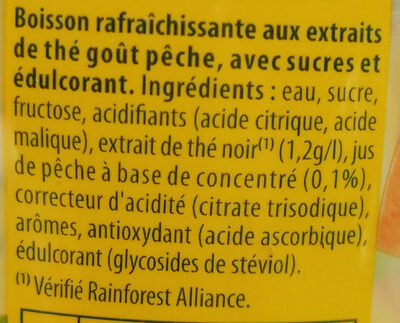 Boisson rafraîchissante aux extraits
de thé goût pêche, avec sucres et
édulcorant. Ingrédients : eau, sucre,
fructose, acidifiants (acide citrique, acide
malique), extrait de thé noir⁽¹⁾ (1,2g/l), jus
de pêche à base de concentré (0,1%),
correcteur d'acidité (citrate trisodique),
arômes, antioxydant (acide ascorbique),
édulcorant (glycosides de stéviol).
⁽¹⁾ Vérifié Rainforest Alliance.